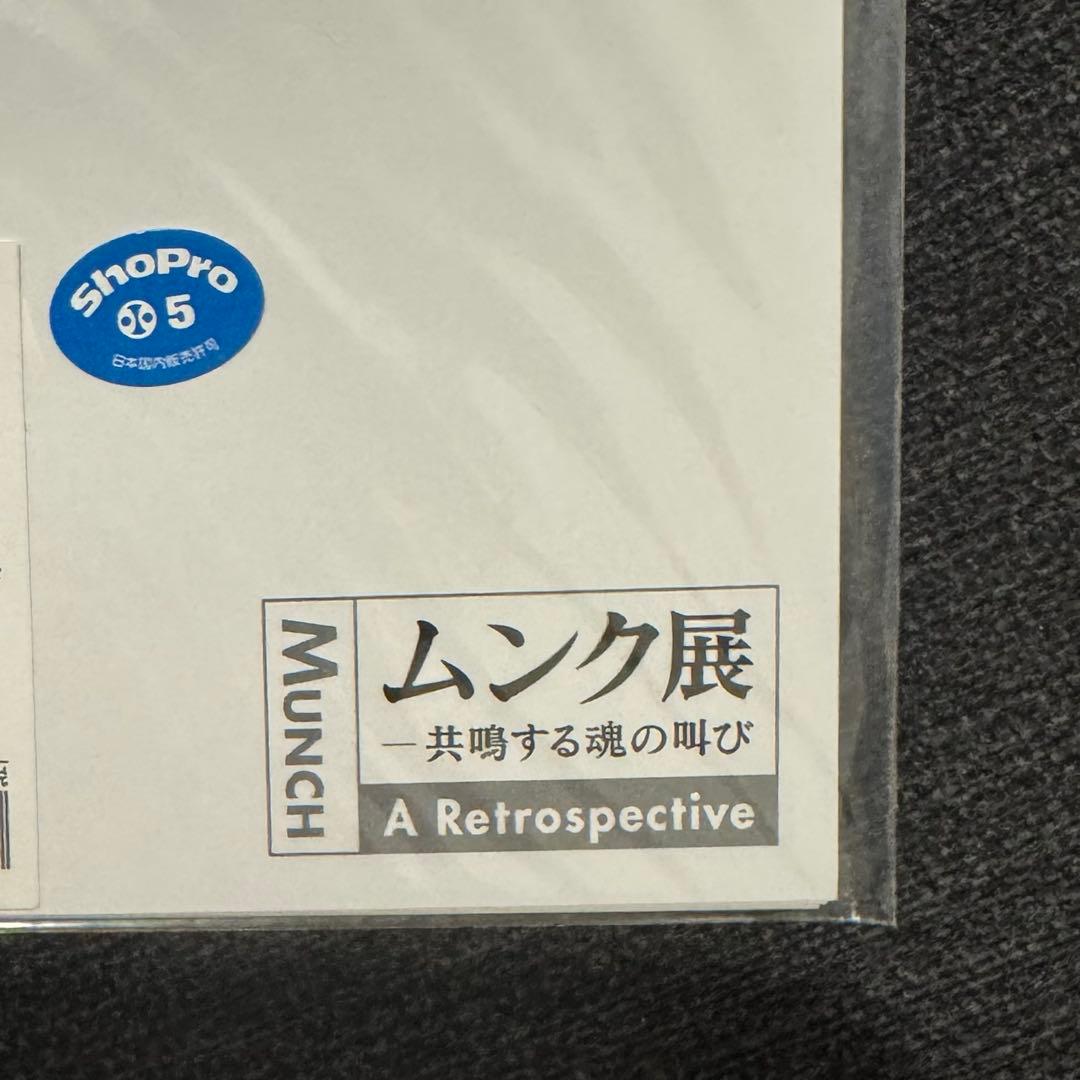 ShoPro
5
日本国内販売許可
MUNCH
ムンク展
—共鳴する魂の叫び
A Retrospective